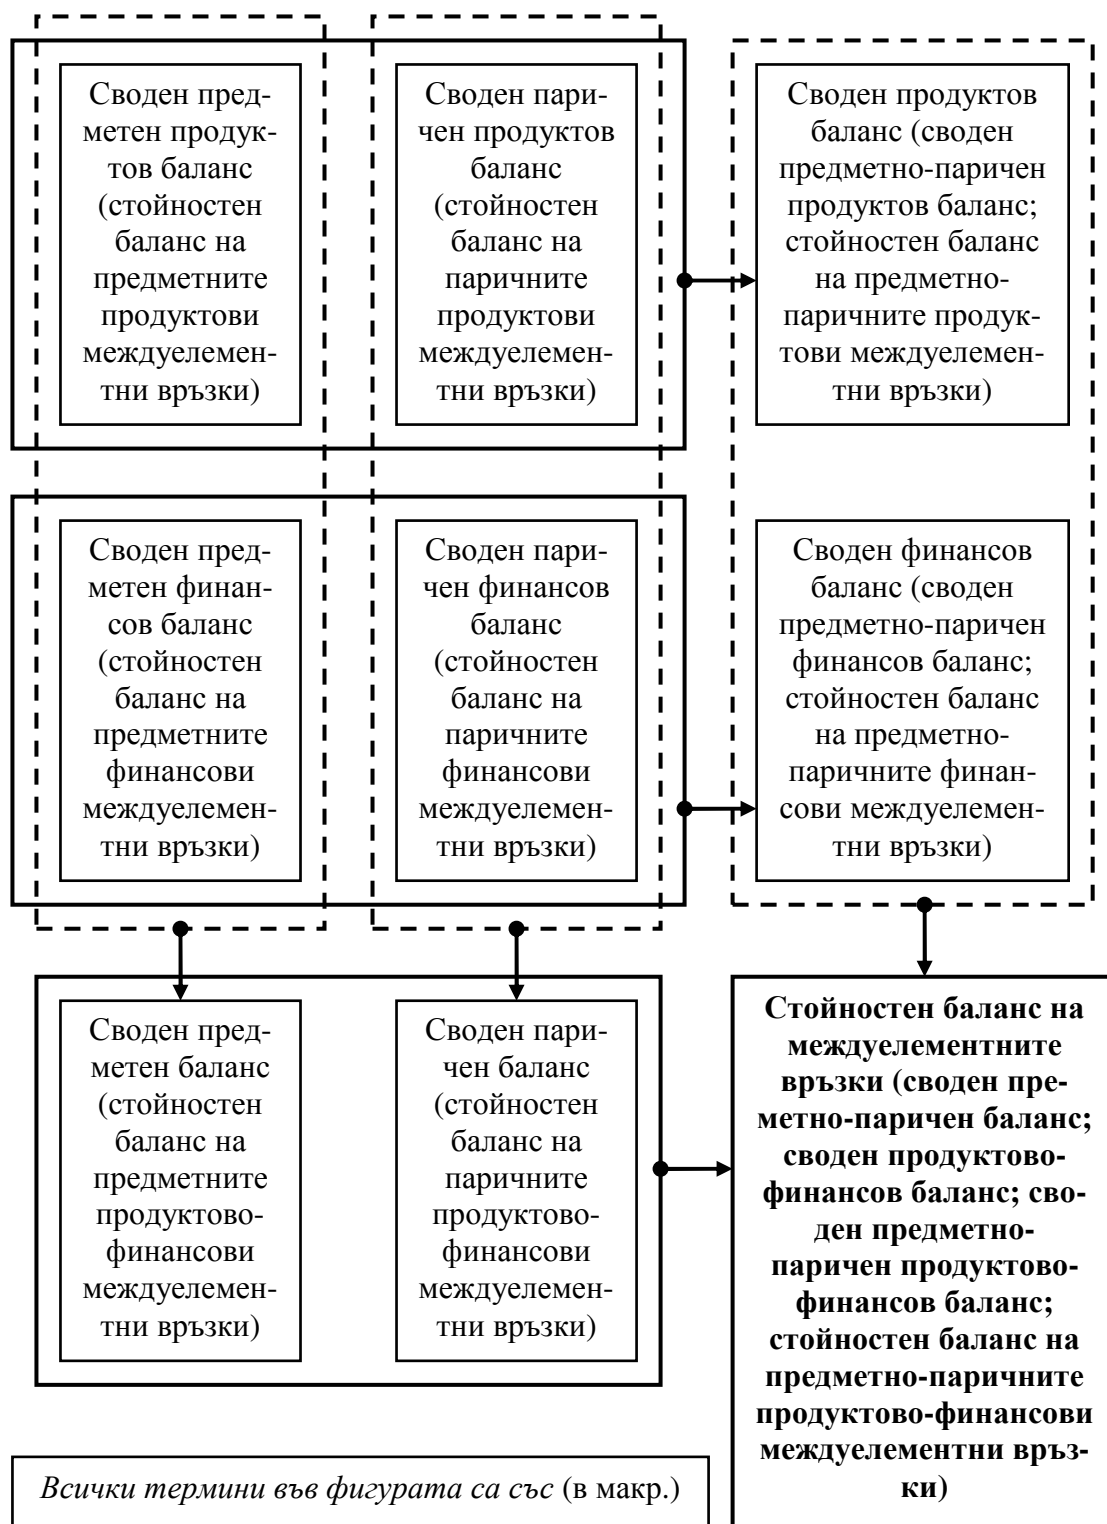 Своден пред-
метен продук-
тов баланс
(стойностен
баланс на
предметните
продуктови
междуелемен-
тни връзки)
Своден пари-
чен продуктов
баланс
(стойностен
баланс на
паричните
продуктови
междуелемен-
тни връзки)
Своден продуктов
баланс (своден
предметно-паричен
продуктов баланс;
стойностен баланс
на предметно-
паричните продук-
тови междуелемен-
тни връзки)
Своден пред-
метен финан-
сов баланс
(стойностен
баланс на
предметните
финансови
междуелемен-
тни връзки)
Своден пари-
чен финансов
баланс
(стойностен
баланс на
паричните
финансови
междуелемен-
тни връзки)
Своден финансов
баланс (своден
предметно-паричен
финансов баланс;
стойностен баланс
на предметно-
паричните финан-
сови междуелемен-
тни връзки)
Своден пред-
метен баланс
(стойностен
баланс на
предметните
продуктово-
финансови
междуелемен-
тни връзки)
Своден пари-
чен баланс
(стойностен
баланс на
паричните
продуктово-
финансови
междуелемен-
тни връзки)
Стойностен баланс на
междуелементните
връзки (своден пре-
метно-паричен баланс;
своден продуктово-
финансов баланс; сво-
ден предметно-
паричен продуктово-
финансов баланс;
стойностен баланс на
предметно-паричните
продуктово-финансови
междуелементни връз-
ки)
Всички термини във фигурата са със (в макр.)